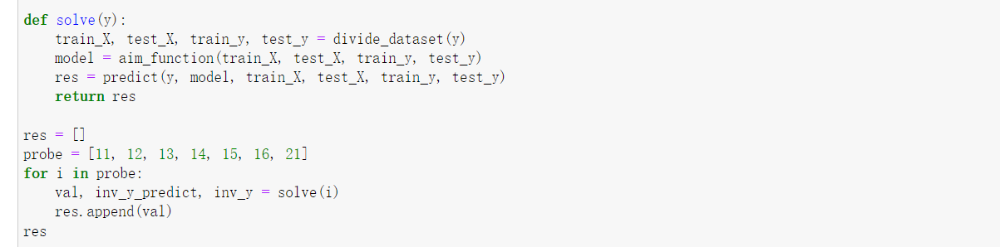 def solve(y):
    train_X, test_X, train_y, test_y = divide_dataset(y)
    model = aim_function(train_X, test_X, train_y, test_y)
    res = predict(y, model, train_X, test_X, train_y, test_y)
    return res

res = []
probe = [11, 12, 13, 14, 15, 16, 21]
for i in probe:
    val, inv_y_predict, inv_y = solve(i)
    res.append(val)
res